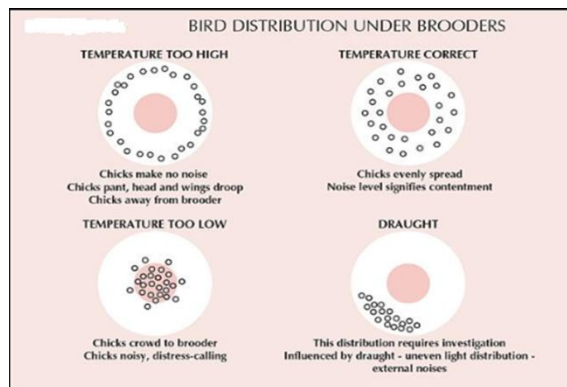 BIRD DISTRIBUTION UNDER BROODERS
TEMPERATURE TOO HIGH
Chicks make no noise
Chicks pant, head and wings droop
Chicks away from brooder
TEMPERATURE CORRECT
Chicks evenly spread
Noise level signifies contentment
TEMPERATURE TOO LOW
Chicks crowd to brooder
Chicks noisy, distress-calling
DRAUGHT
This distribution requires investigation
Influenced by draught - uneven light distribution -
external noises